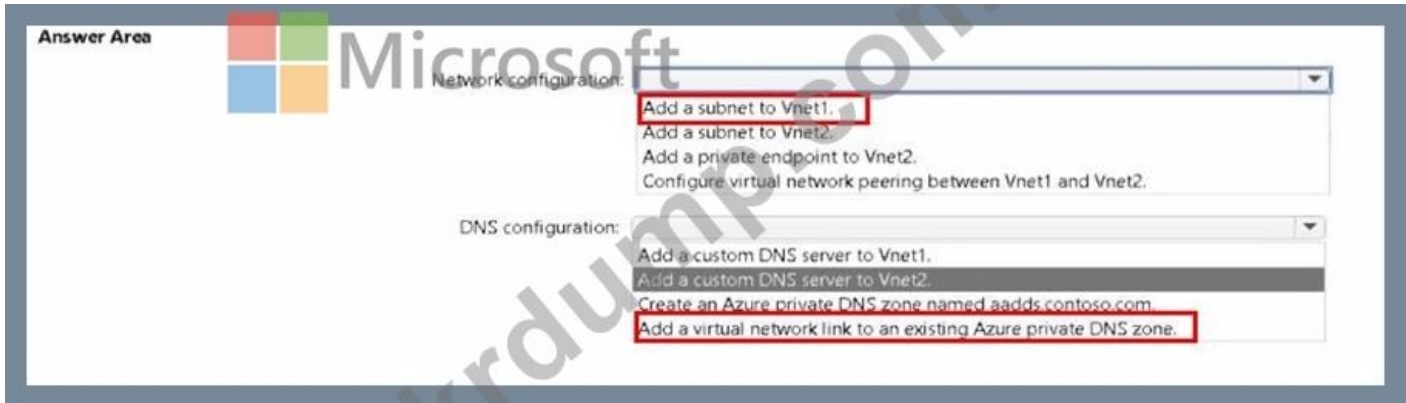 Answer Area
Microsoft
Network configuration:
Add a subnet to Vnet1.
Add a subnet to Vnet2.
Add a private endpoint to Vnet2.
Configure virtual network peering between Vnet1 and Vnet2.
DNS configuration:
Add a custom DNS server to Vnet1.
Add a custom DNS server to Vnet2.
Create an Azure private DNS zone named aadds.contoso.com.
Add a virtual network link to an existing Azure private DNS zone.
krdump.com